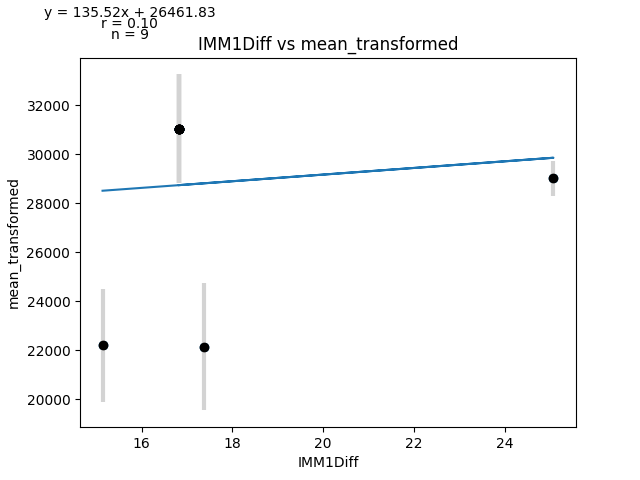 y = 135.52x + 26461.83
r = 0.10
n = 9
IMM1Diff vs mean_transformed
32000
30000
28000
26000
24000
22000
20000
mean_transformed
16 18 20 22 24
IMM1Diff